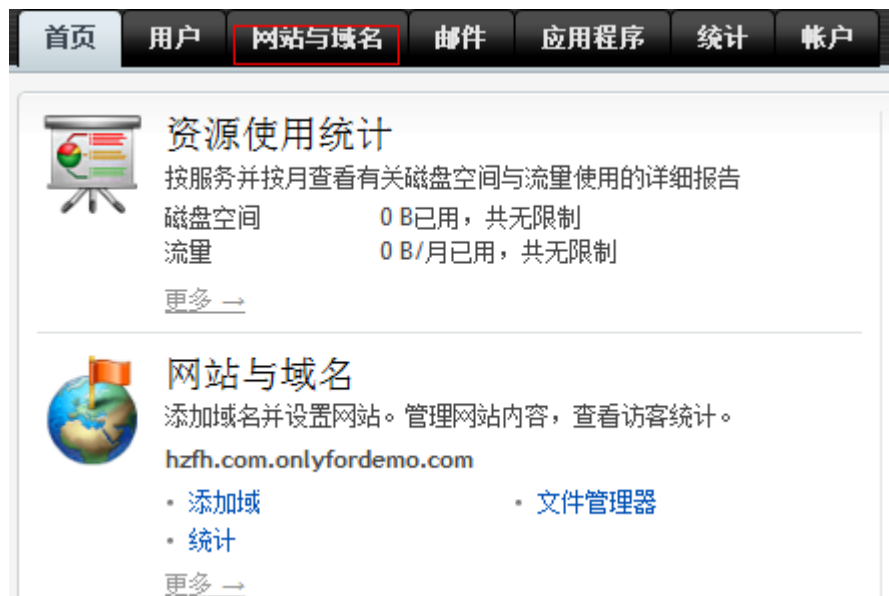 首页 用户 网站与域名 邮件 应用程序 统计 帐户
资源使用统计
按服务并按月查看有关磁盘空间与流量使用的详细报告
磁盘空间 0 B已用，共无限制
流量 0 B/月已用，共无限制
更多 →
网站与域名
添加域名并设置网站。管理网站内容，查看访客统计。
hzfh.com.onlyfordemo.com
• 添加域 • 文件管理器
• 统计
更多 →